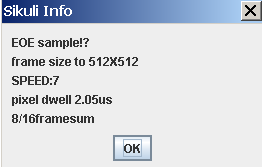 Sikuli Info
EOE sample!?
frame size to 512X512
SPEED:7
pixel dwell 2.05us
8/16framesum
OK